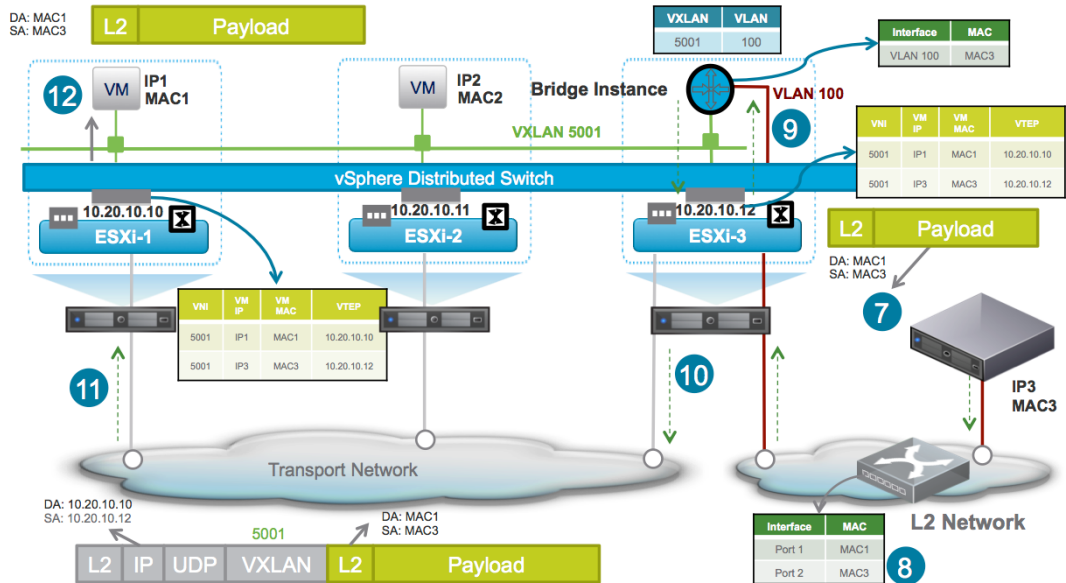 DA: MAC1
SA: MAC3
L2 Payload
VXLAN VLAN
5001 100
Interface MAC
VLAN 100 MAC3
12
VM
IP1
MAC1
VM
IP2
MAC2
Bridge Instance
VLAN 100
9
VXLAN 5001
VNI VM IP VM MAC VTEP
5001 IP1 MAC1 10.20.10.10
5001 IP3 MAC3 10.20.10.12
vSphere Distributed Switch
10.20.10.10
10.20.10.11
10.20.10.12
ESXi-1
ESXi-2
ESXi-3
L2 Payload
DA: MAC1
SA: MAC3
7
VNI VM IP VM MAC VTEP
5001 IP1 MAC1 10.20.10.10
5001 IP3 MAC3 10.20.10.12
11
10
IP3
MAC3
Transport Network
L2 Network
DA: 10.20.10.10
SA: 10.20.10.12
5001
DA: MAC1
SA: MAC3
L2 IP UDP VXLAN L2 Payload
Interface MAC
Port 1 MAC1
Port 2 MAC3
8